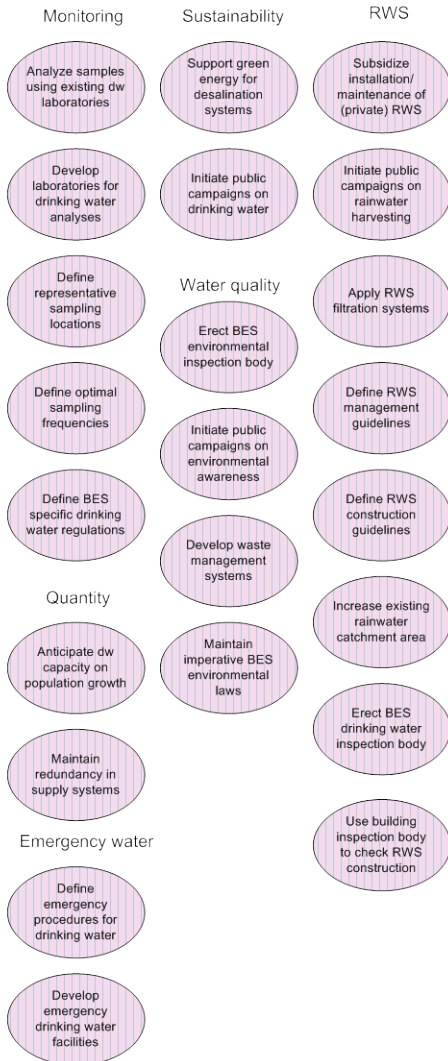 Monitoring
Analyze samples
using existing dw
laboratories
Develop
laboratories for
drinking water
analyses
Define
representative
sampling
locations
Define optimal
sampling
frequencies
Define BES
specific drinking
water regulations
Quantity
Anticipate dw
capacity on
population growth
Maintain
redundancy in
supply systems
Emergency water
Define
emergency
procedures for
drinking water
Develop
emergency
drinking water
facilities
Sustainability
Support green
energy for
desalination
systems
Initiate public
campaigns on
drinking water
Water quality
Erect BES
environmental
inspection body
Initiate public
campaigns on
environmental
awareness
Develop waste
management
systems
Maintain
imperative BES
environmental
laws
RWS
Subsidize
installation/
maintenance of
(private) RWS
Initiate public
campaigns on
rainwater
harvesting
Apply RWS
filtration systems
Define RWS
management
guidelines
Define RWS
construction
guidelines
Increase existing
rainwater
catchment area
Erect BES
drinking water
inspection body
Use building
inspection body
to check RWS
construction